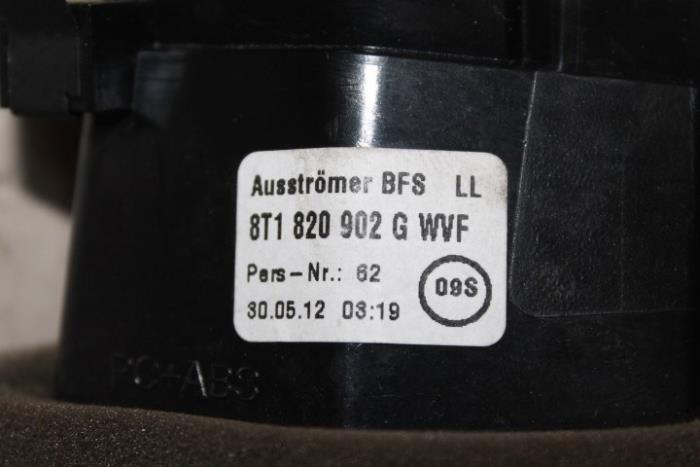 Ausströmer BFS LL
8T1 820 902 G WVF
Pers-Nr.: 62
09S
30.05.12 03:19
PC+ABS